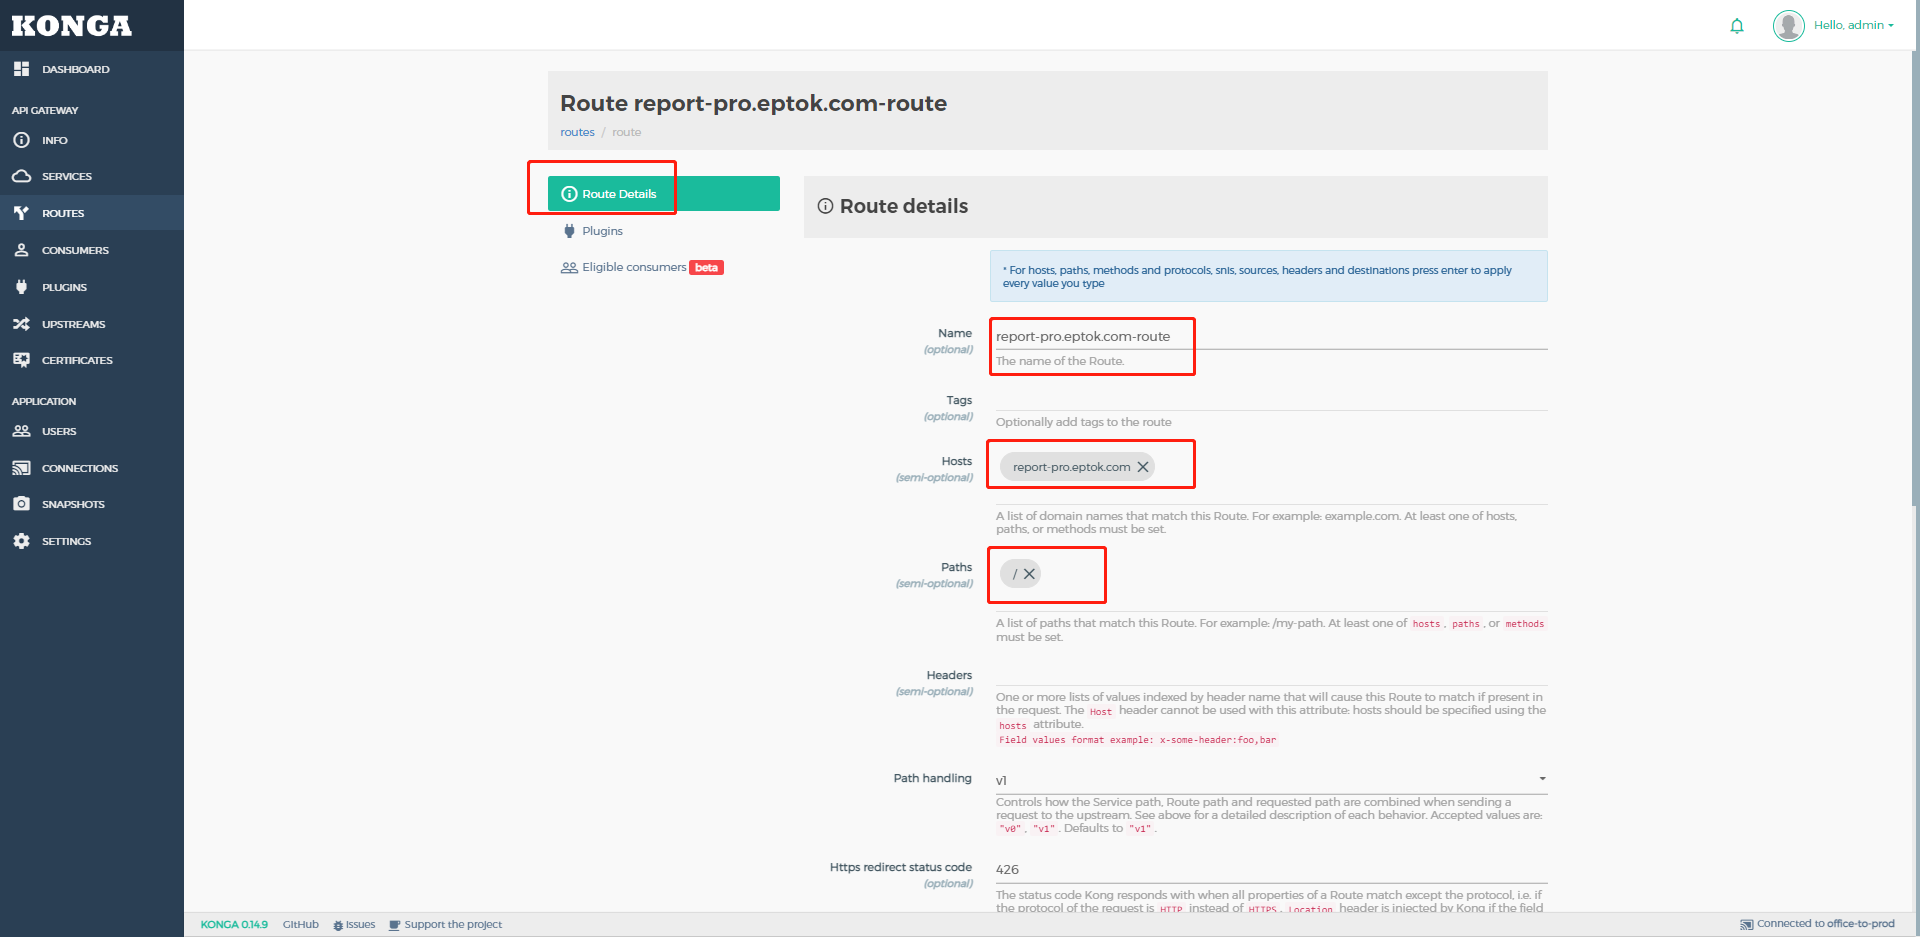 KONGA
Hello, admin
DASHBOARD
API GATEWAY
INFO
SERVICES
ROUTES
CONSUMERS
PLUGINS
UPSTREAMS
CERTIFICATES
APPLICATION
USERS
CONNECTIONS
SNAPSHOTS
SETTINGS
Route report-pro.eptok.com-route
routes / route
Route Details
Plugins
Eligible consumers beta
Route details
* For hosts, paths, methods and protocols, snis, sources, headers and destinations press enter to apply
every value you type
Name
(optional)
report-pro.eptok.com-route
The name of the Route.
Tags
(optional)
Optionally add tags to the route
Hosts
(semi-optional)
report-pro.eptok.com
A list of domain names that match this Route. For example: example.com. At least one of hosts,
paths, or methods must be set.
Paths
(semi-optional)
/
A list of paths that match this Route. For example: /my-path. At least one of hosts, paths, or methods
must be set.
Headers
(semi-optional)
One or more lists of values indexed by header name that will cause this Route to match if present in
the request. The Host header cannot be used with this attribute: hosts should be specified using the
hosts attribute.
Field values format example: x-some-header:foo,bar
Path handling
v1
Controls how the Service path, Route path and requested path are combined when sending a
request to the upstream. See above for a detailed description of each behavior. Accepted values are:
"v0", "v1". Defaults to "v1".
Https redirect status code
(optional)
426
The status code Kong responds with when all properties of a Route match except the protocol, i.e. if
the protocol of the request is HTTP instead of HTTPS. Location header is injected by Kong if the field
KONGA 0.14.9
GitHub
Issues
Support the project
Connected to office-to-prod